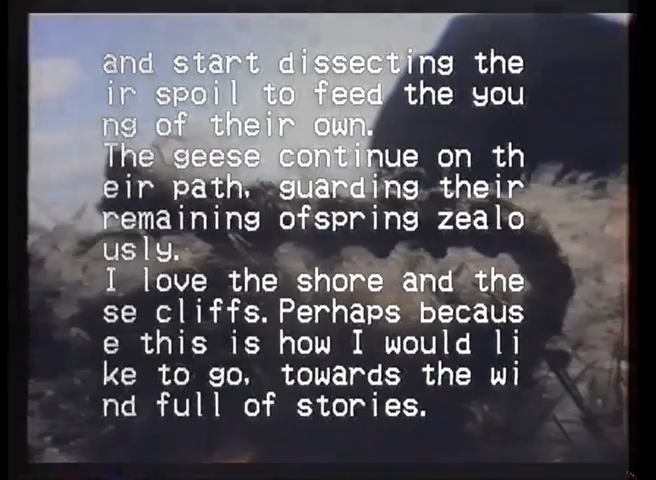 and start dissecting the
ir spoil to feed the you
ng of their own.
The geese continue on th
eir path, guarding their
remaining ofspring zealo
usly.
I love the shore and the
se cliffs. Perhaps becaus
e this is how I would li
ke to go, towards the wi
nd full of stories.